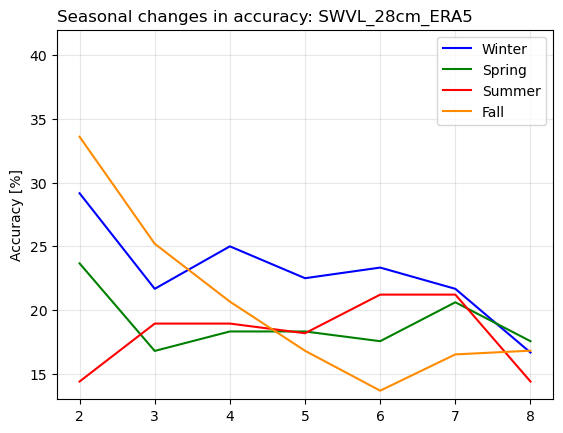 Seasonal changes in accuracy: SWVL_28cm_ERA5
40
35
30
25
20
15
Accuracy [%]
Winter
Spring
Summer
Fall
2 3 4 5 6 7 8